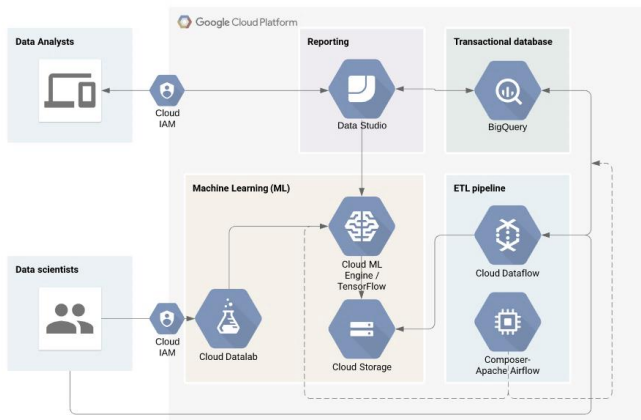 Google Cloud Platform
Data Analysts
Reporting
Transactional database
Cloud
IAM
Data Studio
BigQuery
Machine Learning (ML)
ETL pipeline
Cloud ML
Engine /
TensorFlow
Cloud Dataflow
Data scientists
Cloud
IAM
Cloud Datalab
Cloud Storage
Composer-
Apache Airflow